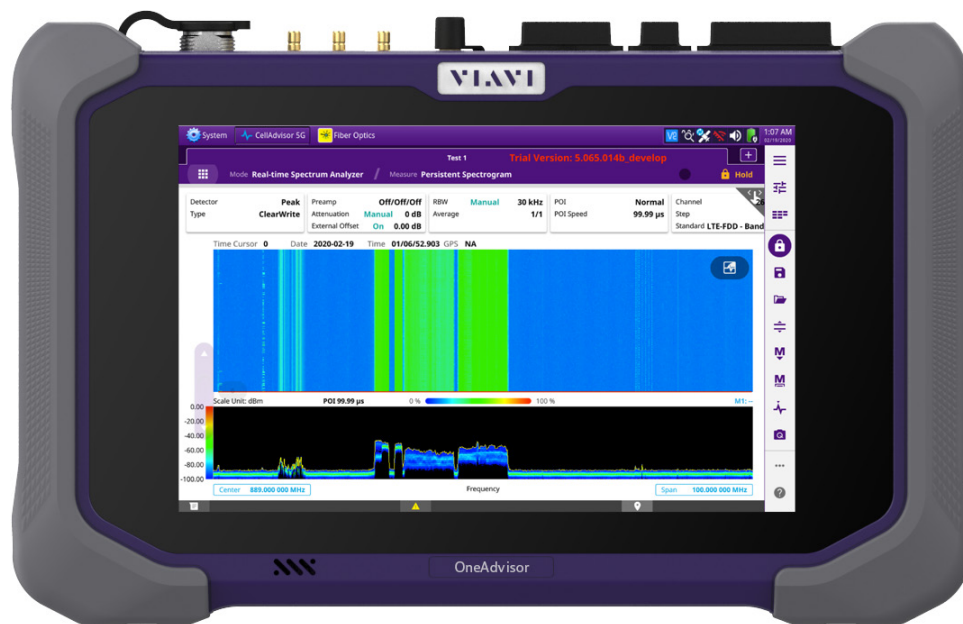 VIAVI
System CellAdvisor 5G Fiber Optics
1:07 AM
02/19/2020
Test 1 Trial Version: 5.065.014b_develop
Mode Real-time Spectrum Analyzer / Measure Persistent Spectrogram Hold
Detector Peak Preamp Off/Off/Off RBW Manual 30 kHz POI Normal Channel
Type ClearWrite Attenuation Manual 0 dB Average 1/1 POI Speed 99.99 µs Step
External Offset On 0.00 dB Standard LTE-FDD - Band
Time Cursor 0 Date 2020-02-19 Time 01/06/52.903 GPS NA
Scale Unit: dBm POI 99.99 µs 0 % 100 % M1: --
0.00
-20.00
-40.00
-60.00
-80.00
-100.00
Center 889.000 000 MHz Frequency Span 100.000 000 MHz
OneAdvisor